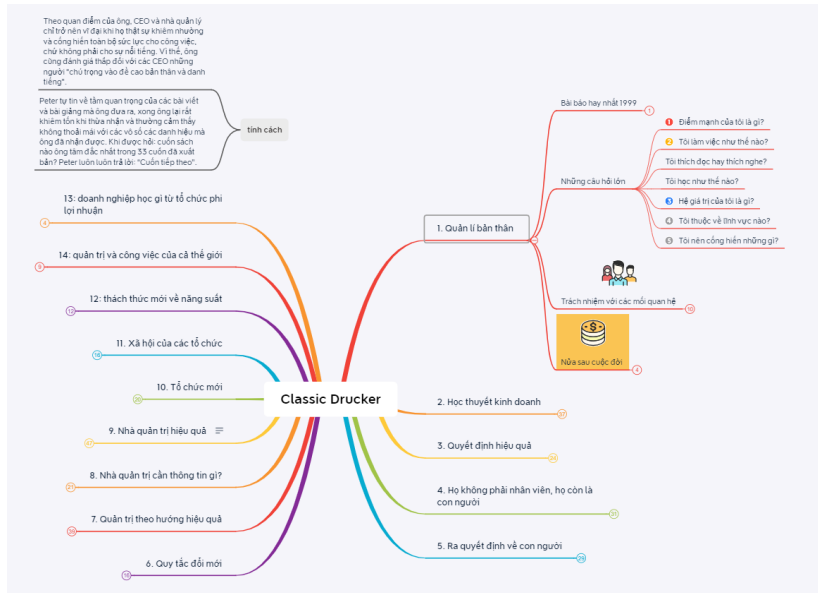 Theo quan điểm của ông, CEO và nhà quản lý
chỉ trở nên vĩ đại khi họ thật sự khiêm nhường
và cống hiến toàn bộ sức lực cho công việc,
chứ không phải cho sự nổi tiếng. Vì thế, ông
cũng đánh giá thấp đối với các CEO những
người "chú trọng vào đề cao bản thân và danh
tiếng".
Peter tự tin về tầm quan trọng của các bài viết
và bài giảng mà ông đưa ra, xong ông lại rất
khiêm tốn khi thừa nhận và thường cảm thấy
không thoải mái với các vô số các danh hiệu mà
ông đã nhận được. Khi được hỏi: cuốn sách
nào ông tâm đắc nhất trong 33 cuốn đã xuất
bản? Peter luôn luôn trả lời: "Cuốn tiếp theo".
tính cách
13: doanh nghiệp học gì từ tổ chức phi
lợi nhuận
4
14: quản trị và công việc của cả thế giới
9
12: thách thức mới về năng suất
12
11. Xã hội của các tổ chức
18
10. Tổ chức mới
9. Nhà quản trị hiệu quả
8. Nhà quản trị cần thông tin gì?
7. Quản trị theo hướng hiệu quả
6. Quy tắc đổi mới
Classic Drucker
1. Quản lí bản thân
Bài báo hay nhất 1999
1
Những câu hỏi lớn
1 Điểm mạnh của tôi là gì?
2 Tôi làm việc như thế nào?
Tôi thích đọc hay thích nghe?
Tôi học như thế nào?
3 Hệ giá trị của tôi là gì?
4 Tôi thuộc về lĩnh vực nào?
5 Tôi nên cống hiến những gì?
Trách nhiệm với các mối quan hệ
10
Nửa sau cuộc đời
4
2. Học thuyết kinh doanh
3. Quyết định hiệu quả
4. Họ không phải nhân viên, họ còn là
con người
5. Ra quyết định về con người
29